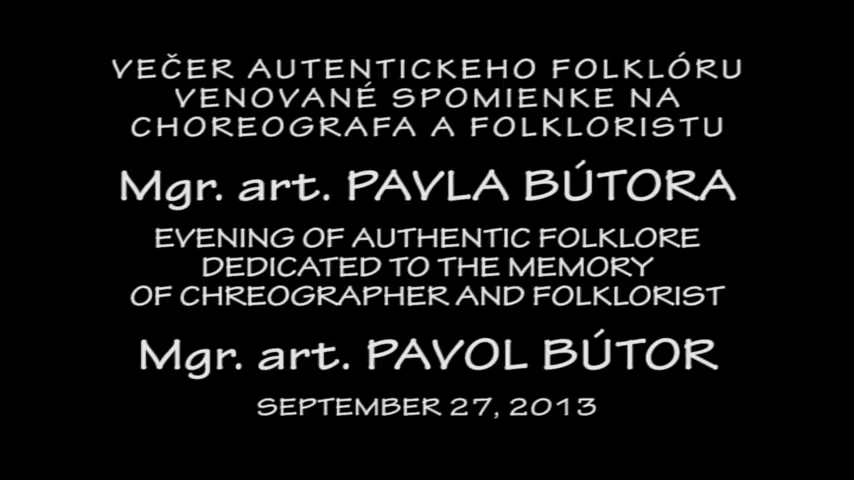 VEČER AUTENTICKEHO FOLKLÓRU
VENOVANÉ SPOMIENKE NA
CHOREOGRAFA A FOLKLORISTU
Mgr. art. PAVLA BÚTORA
EVENING OF AUTHENTIC FOLKLORE
DEDICATED TO THE MEMORY
OF CHREOGRAPHER AND FOLKLORIST
Mgr. art. PAVOL BÚTOR
SEPTEMBER 27, 2013